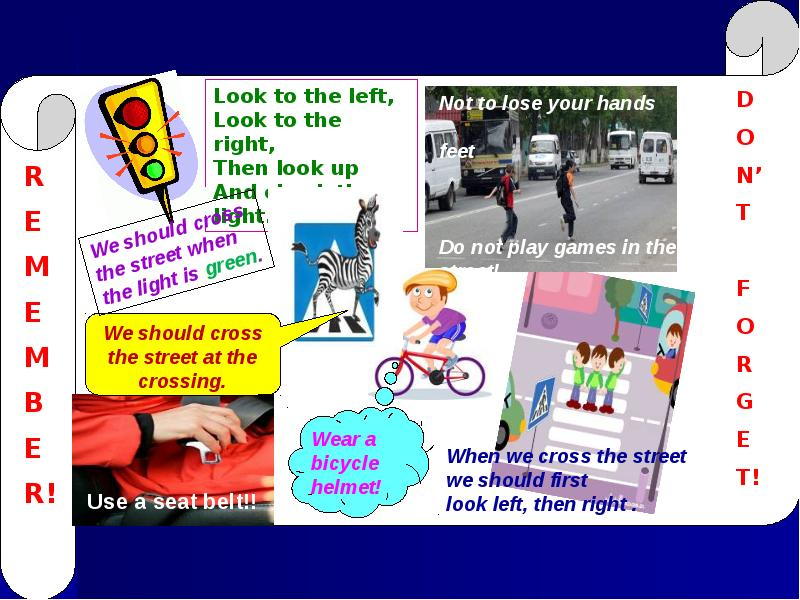 R
E
M
E
M
B
E
R!
Look to the left,
Look to the
right,
Then look up
And
light.
We should cross
the street when
the light is green.
We should cross
the street at the
crossing.
Use a seat belt!!
Wear a
bicycle
helmet!
Not to lose your hands
feet
Do not play games in the
street!
When we cross the street
we should first
look left, then right .
D
O
N’
T
F
O
R
G
E
T!